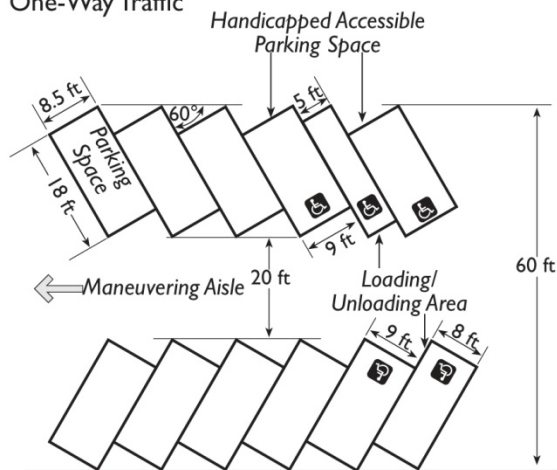 One-Way Traffic
Handicapped Accessible
Parking Space
8.5 ft
60°
5 ft
Parking
Space
18 ft
9 ft
60 ft
Maneuvering Aisle
20 ft
Loading/
Unloading Area
9 ft
8 ft